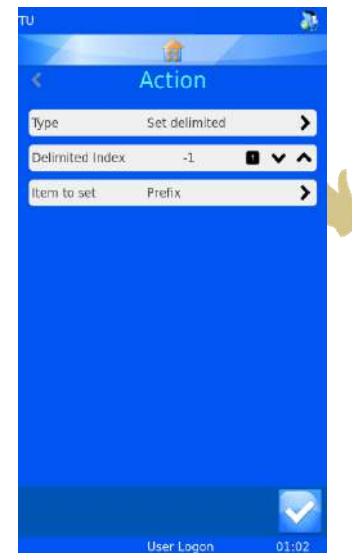 TU
Action
Type Set delimited
Delimited Index -1
Item to set Prefix
User Logon 01:02